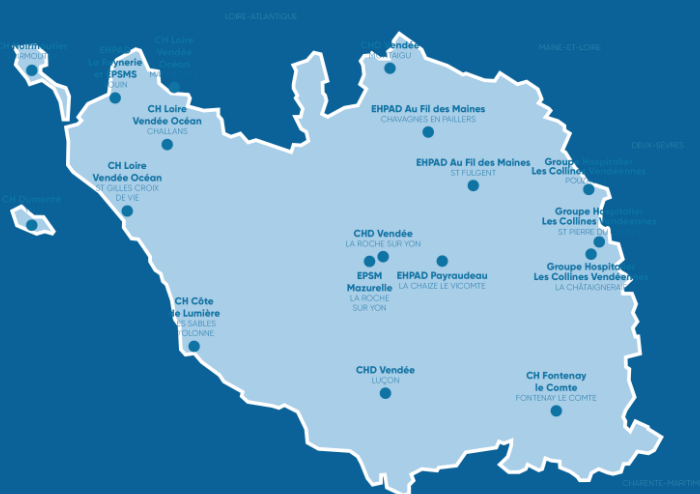 LOIRE-ATLANTIQUE
MAINE-ET-LOIRE
DEUX-SÈVRES
CHARENTE-MARITIM
CH Loire
Vendée
Océan
EPSMS
CHD Vendée
MONTAIGU
CH Loire
Vendée Océan
CHALLANS
EHPAD Au Fil des Maines
CHAVAGNES EN PAILLERS
CH Loire
Vendée Océan
ST GILLES CROIX
DE VIE
EHPAD Au Fil des Maines
ST FULGENT
Groupe Hospitalier
Les Collines Vendéennes
CH Dumonté
Groupe Hospitalier
Les Collines Vendéennes
ST PIERRE DU
CHD Vendée
LA ROCHE SUR YON
EPSM
Mazurelle
LA ROCHE
SUR YON
EHPAD Payraudeau
LA CHAIZE LE VICOMTE
Groupe Hospitalier
Les Collines Vendéennes
LA CHÂTAIGNERAIE
CH Côte
de Lumière
LES SABLES
D'OLONNE
CHD Vendée
LUÇON
CH Fontenay
le Comte
FONTENAY LE COMTE